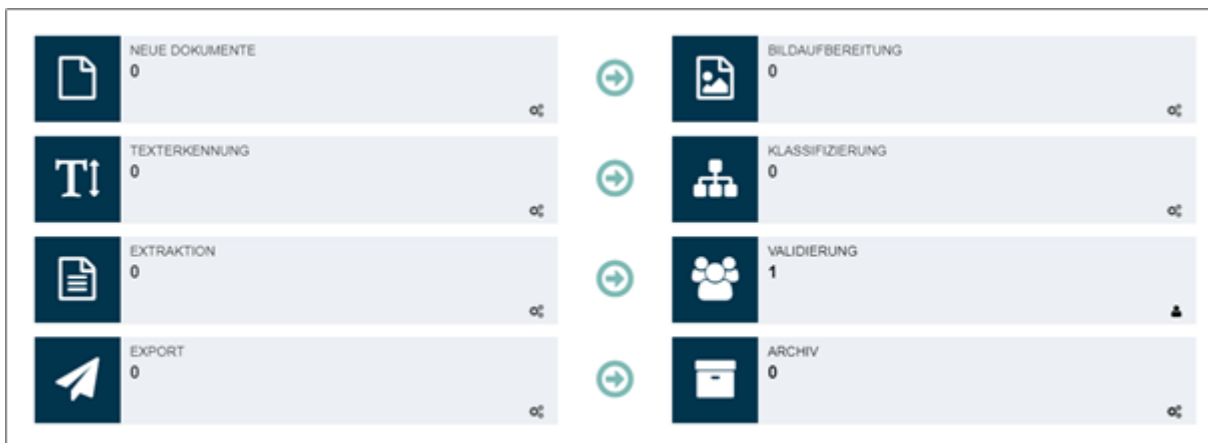 NEUE DOKUMENTE
0
BILDAUFBEREITUNG
0
TEXTERKENNUNG
0
KLASSIFIZIERUNG
0
EXTRAKTION
0
VALIDIERUNG
1
EXPORT
0
ARCHIV
0